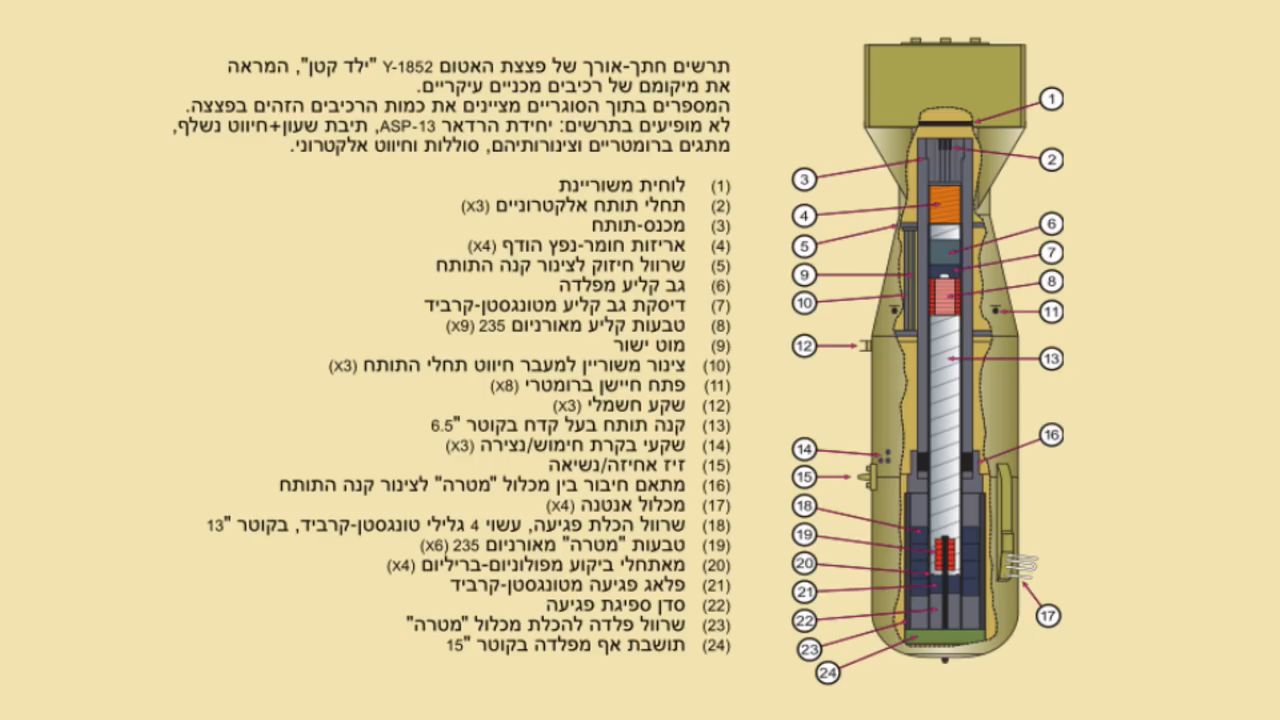 תרשים חתך-אורך של פצצת האטום Y-1852 "ילד קטן", המראה
את מיקומם של רכיבים מכניים עיקריים.
המספרים בתוך הסוגריים מציינים את כמות הרכיבים הזהים בפצצה.
לא מופיעים בתרשים: יחידת הרדאר ASP-13, תיבת שעון+חיווט נשלף,
מתגים ברומטריים וצינורותיהם, סוללות וחיווט אלקטרוני.
(1) לוחית משוריינת
(2) תחלי תותח אלקטרוניים (x3)
(3) מכנס-תותח
(4) אריזות חומר-נפץ הודף (x4)
(5) שרוול חיזוק לצינור קנה התותח
(6) גב קליע מפלדה
(7) דיסקת גב קליע מטונגסטן-קרביד
(8) טבעות קליע מאורניום 235 (x9)
(9) מוט ישור
(10) צינור משוריין למעבר חיווט תחלי התותח (x3)
(11) פתח חיישן ברומטרי (x8)
(12) שקע חשמלי (x3)
(13) קנה תותח בעל קדח בקוטר "6.5
(14) שקעי בקרת חימוש/נצירה (x3)
(15) זיז אחיזה/נשיאה
(16) מתאם חיבור בין מכלול "מטרה" לצינור קנה התותח
(17) מכלול אנטנה (x4)
(18) שרוול הכלת פגיעה, עשוי 4 גלילי טונגסטן-קרביד, בקוטר "13
(19) טבעות "מטרה" מאורניום 235 (x6)
(20) מאתחלי ביקוע מפולוניום-בריליום (x4)
(21) פלאג פגיעה מטונגסטן-קרביד
(22) סדן ספיגת פגיעה
(23) שרוול פלדה להכלת מכלול "מטרה"
(24) תושבת אף מפלדה בקוטר "15
1
2
3
4
6
5
7
9
8
10
11
12
13
16
14
15
18
19
20
21
17
22
23
24